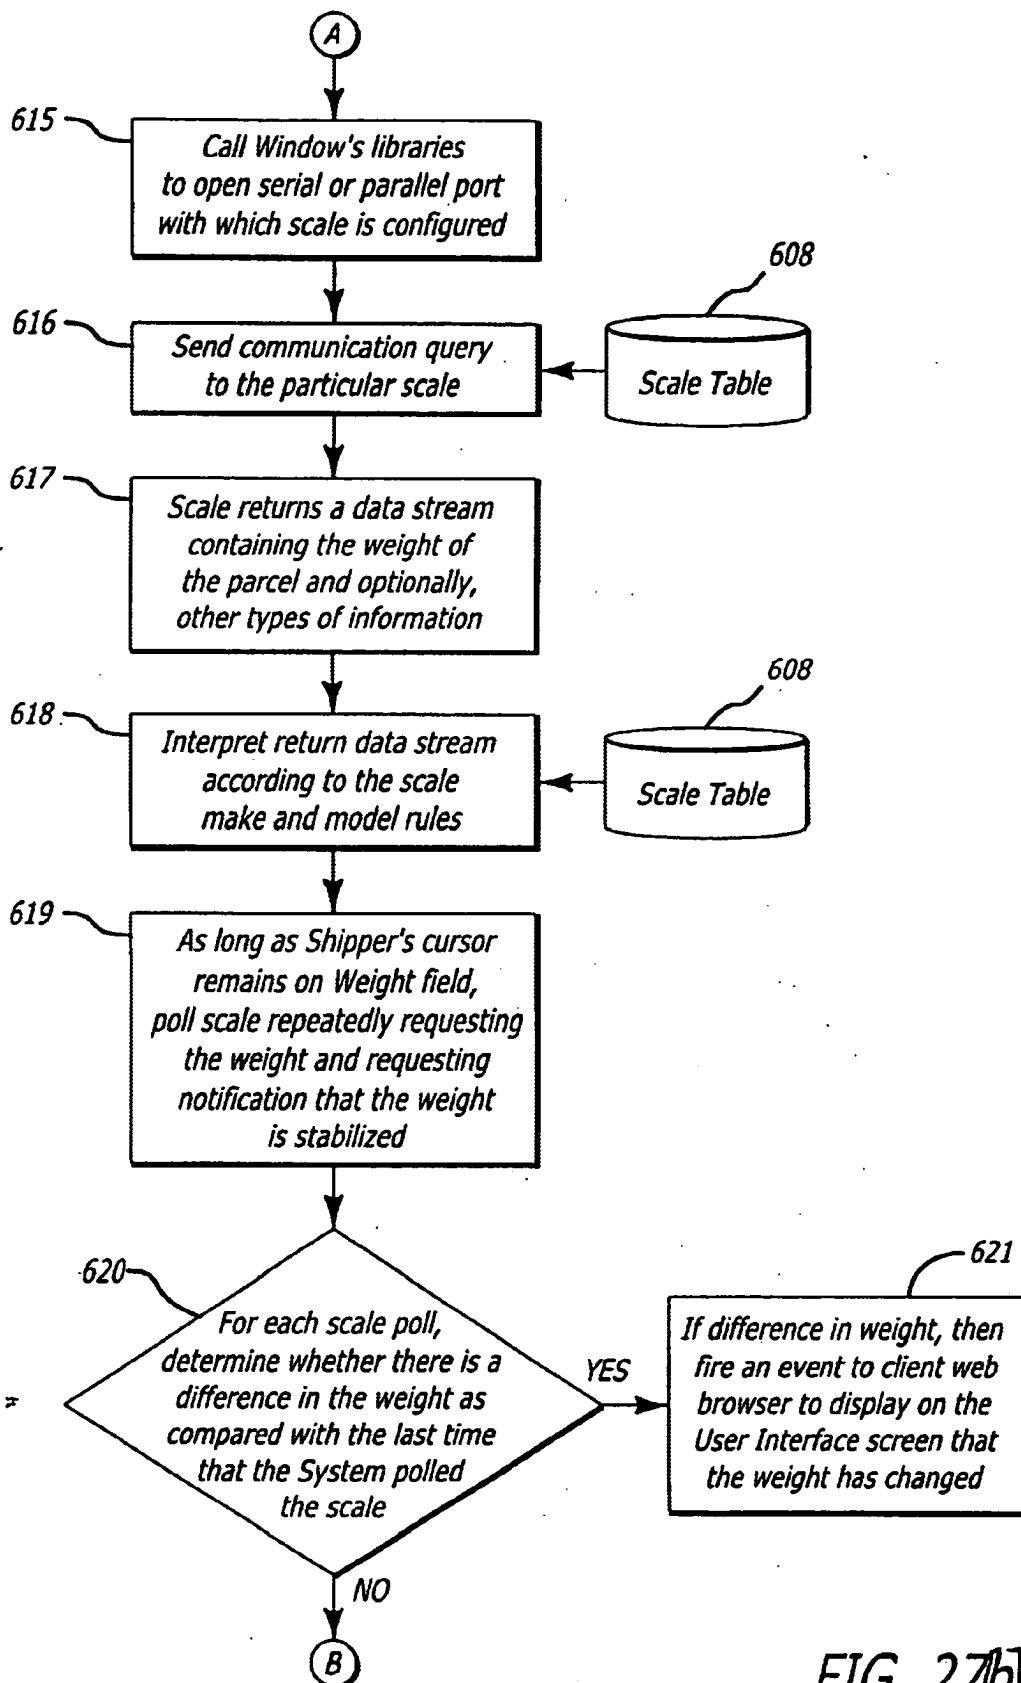 A
615
Call Window's libraries
to open serial or parallel port
with which scale is configured
608
616
Send communication query
to the particular scale
Scale Table
617
Scale returns a data stream
containing the weight of
the parcel and optionally,
other types of information
608
618
Interpret return data stream
according to the scale
make and model rules
Scale Table
619
As long as Shipper's cursor
remains on Weight field,
poll scale repeatedly requesting
the weight and requesting
notification that the weight
is stabilized
620
For each scale poll,
determine whether there is a
difference in the weight as
compared with the last time
that the System polled
the scale
YES
621
If difference in weight, then
fire an event to client web
browser to display on the
User Interface screen that
the weight has changed
NO
B
FIG. 27b